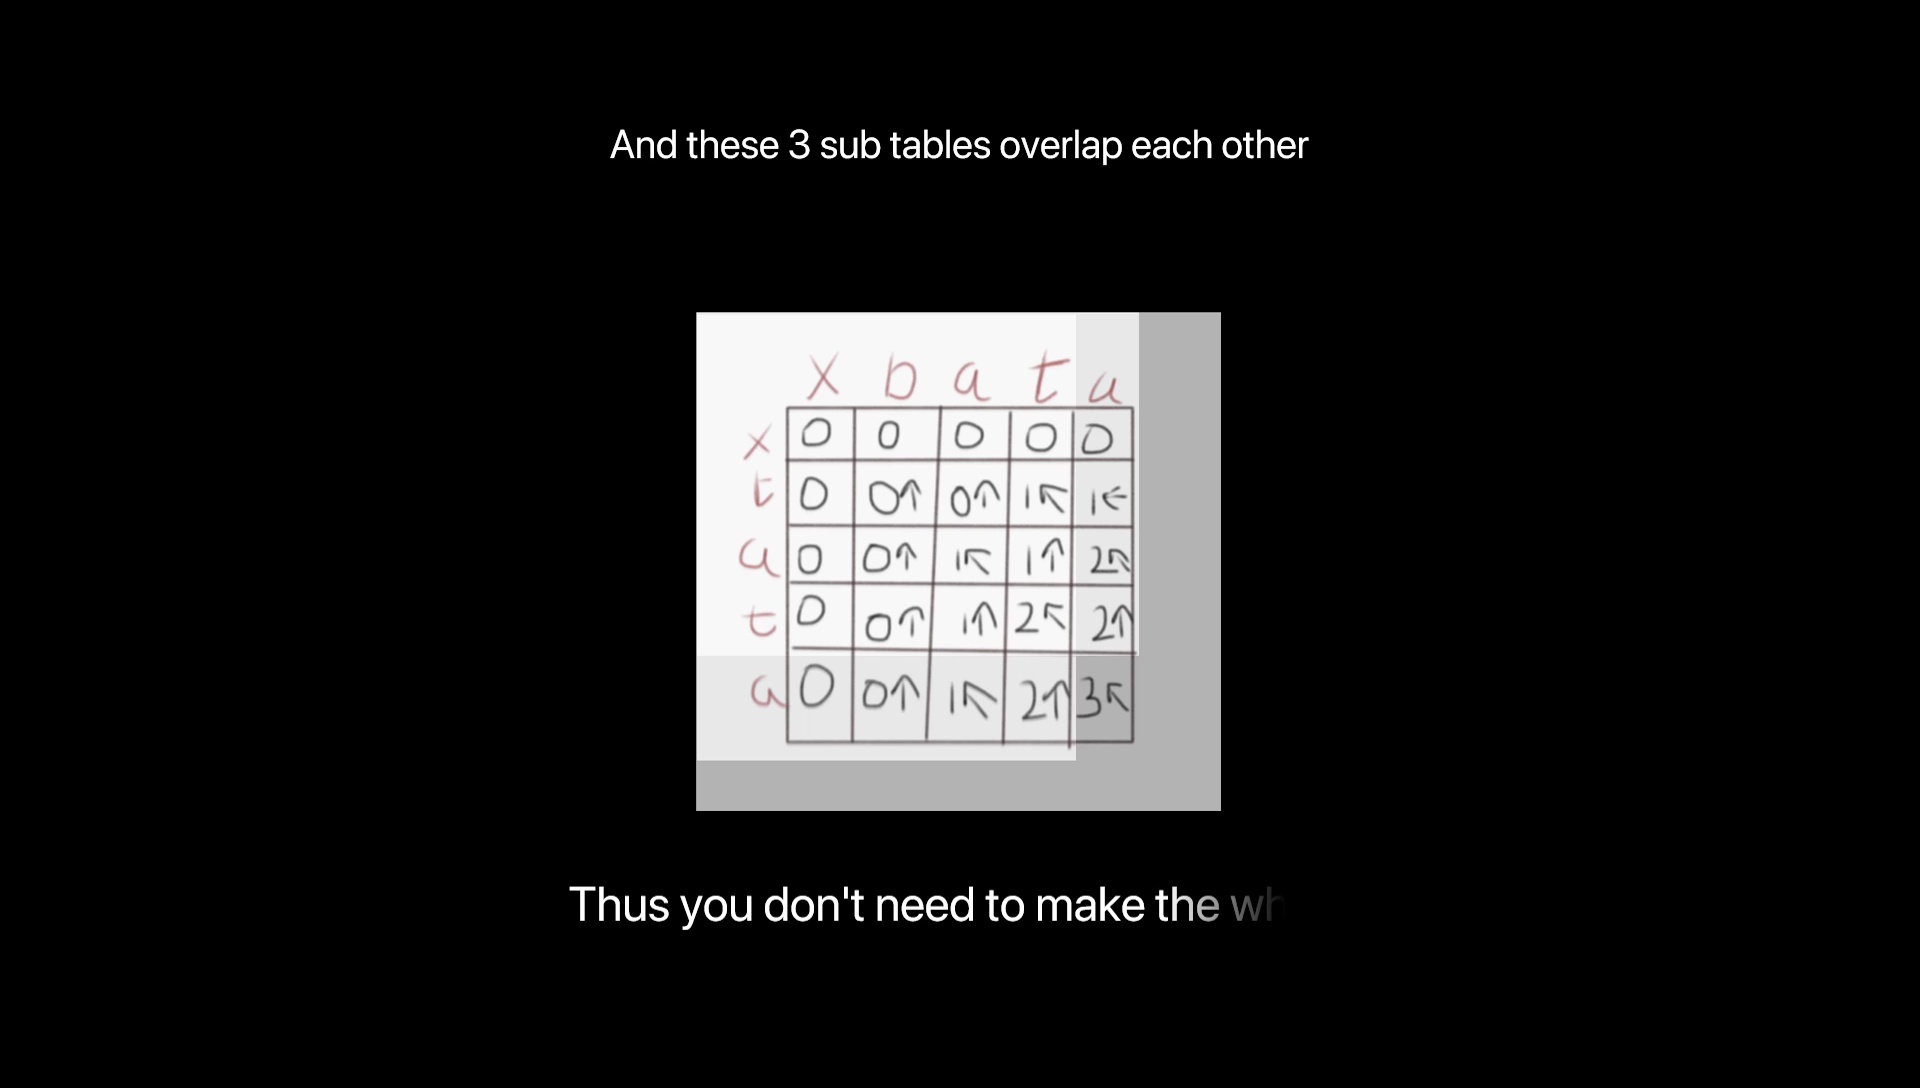 And these 3 sub tables overlap each other
x b a t a
x 0 0 0 0 0
t 0 0↑ 0↑ 1↖ 1←
a 0 0↑ 1↖ 1↑ 2↖
t 0 0↑ 1↑ 2↖ 2↑
a 0 0↑ 1↖ 2↑ 3↖
Thus you don't need to make the wh